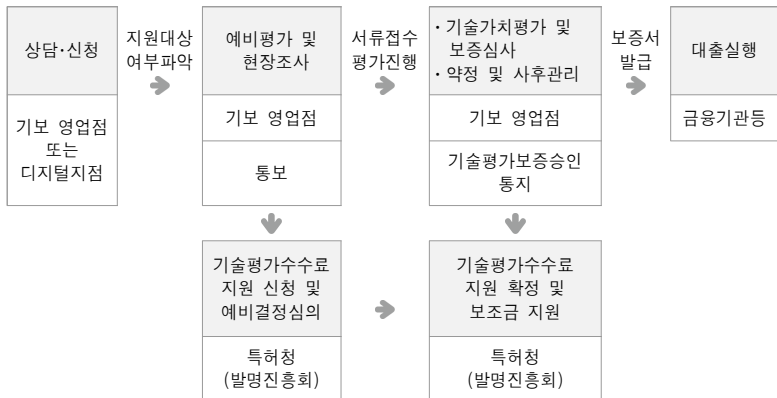 상담·신청
기보 영업점
또는
디지털지점
지원대상
여부파악
예비평가 및
현장조사
기보 영업점
통보
서류접수
평가진행
· 기술가치평가 및
보증심사
· 약정 및 사후관리
기보 영업점
기술평가보증승인
통지
보증서
발급
대출실행
금융기관등
기술평가수수료
지원 신청 및
예비결정심의
특허청
(발명진흥회)
기술평가수수료
지원 확정 및
보조금 지원
특허청
(발명진흥회)